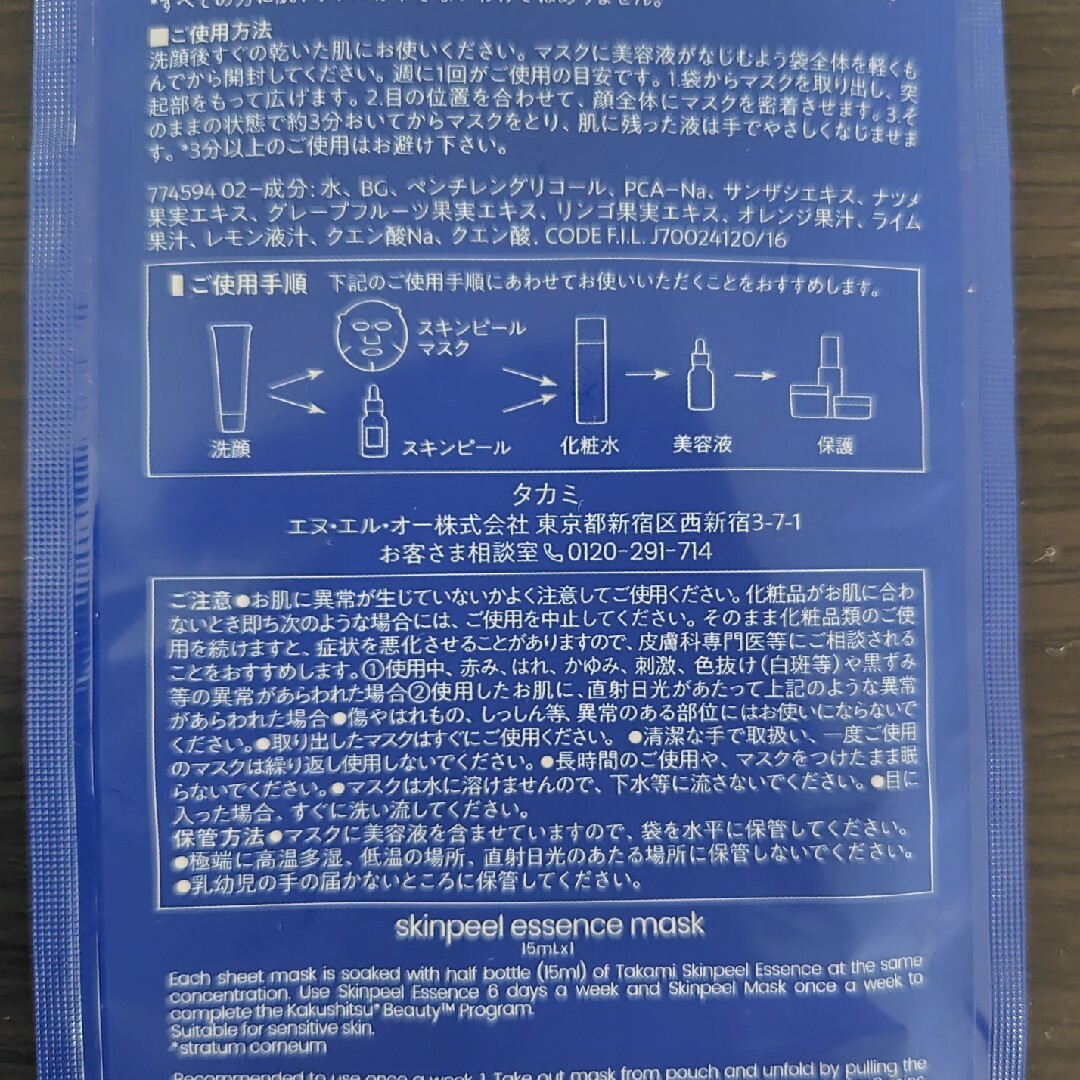 ■ご使用方法
洗顔後すぐの乾いた肌にお使いください。マスクに美容液がなじむよう袋全体を軽くも
んでから開封してください。週に1回がご使用の目安です。1.袋からマスクを取り出し、突
起部をもって広げます。2.目の位置を合わせて、顔全体にマスクを密着させます。3.そ
のままの状態で約3分おいてからマスクをとり、肌に残った液は手でやさしくなじませま
す。*3分以上のご使用はお避け下さい。
774594 02-成分:水、BG、ペンチレングリコール、PCA-Na、サンザシエキス、ナツメ
果実エキス、グレープフルーツ果実エキス、リンゴ果実エキス、オレンジ果汁、ライム
果汁、レモン液汁、クエン酸Na、クエン酸. CODE F.I.L. J70024120/16
▮ご使用手順 下記のご使用手順にあわせてお使いいただくことをおすすめします。
スキンピール
マスク
洗顔
スキンピール
化粧水
美容液
保護
タカミ
エヌ・エル・オー株式会社 東京都新宿区西新宿3-7-1
お客さま相談室 0120-291-714
ご注意●お肌に異常が生じていないかよく注意してご使用ください。化粧品がお肌に合わ
ないとき即ち次のような場合には、ご使用を中止してください。そのまま化粧品類のご使
用を続けますと、症状を悪化させることがありますので、皮膚科専門医等にご相談される
ことをおすすめします。①使用中、赤み、はれ、かゆみ、刺激、色抜け(白斑等)や黒ずみ
等の異常があらわれた場合②使用したお肌に、直射日光があたって上記のような異常
があらわれた場合●傷やはれもの、しっしん等、異常のある部位にはお使いにならないで
ください。●取り出したマスクはすぐにご使用ください。●清潔な手で取扱い、一度ご使用
のマスクは繰り返し使用しないでください。●長時間のご使用や、マスクをつけたまま眠
らないでください。●マスクは水に溶けませんので、下水等に流さないでください。●目に
入った場合、すぐに洗い流してください。
保管方法●マスクに美容液を含ませていますので、袋を水平に保管してください。
●極端に高温多湿、低温の場所、直射日光のあたる場所に保管しないでください。
●乳幼児の手の届かないところに保管してください。
skinpeel essence mask
15mLx1
Each sheet mask is soaked with half bottle (15ml) of Takami Skinpeel Essence at the same
concentration. Use Skinpeel Essence 6 days a week and Skinpeel Mask once a week to
complete the Kakushitsu* Beauty™ Program.
Suitable for sensitive skin.
*stratum corneum
Recommended to use once a week. 1. Take out mask from pouch and unfold by pulling the